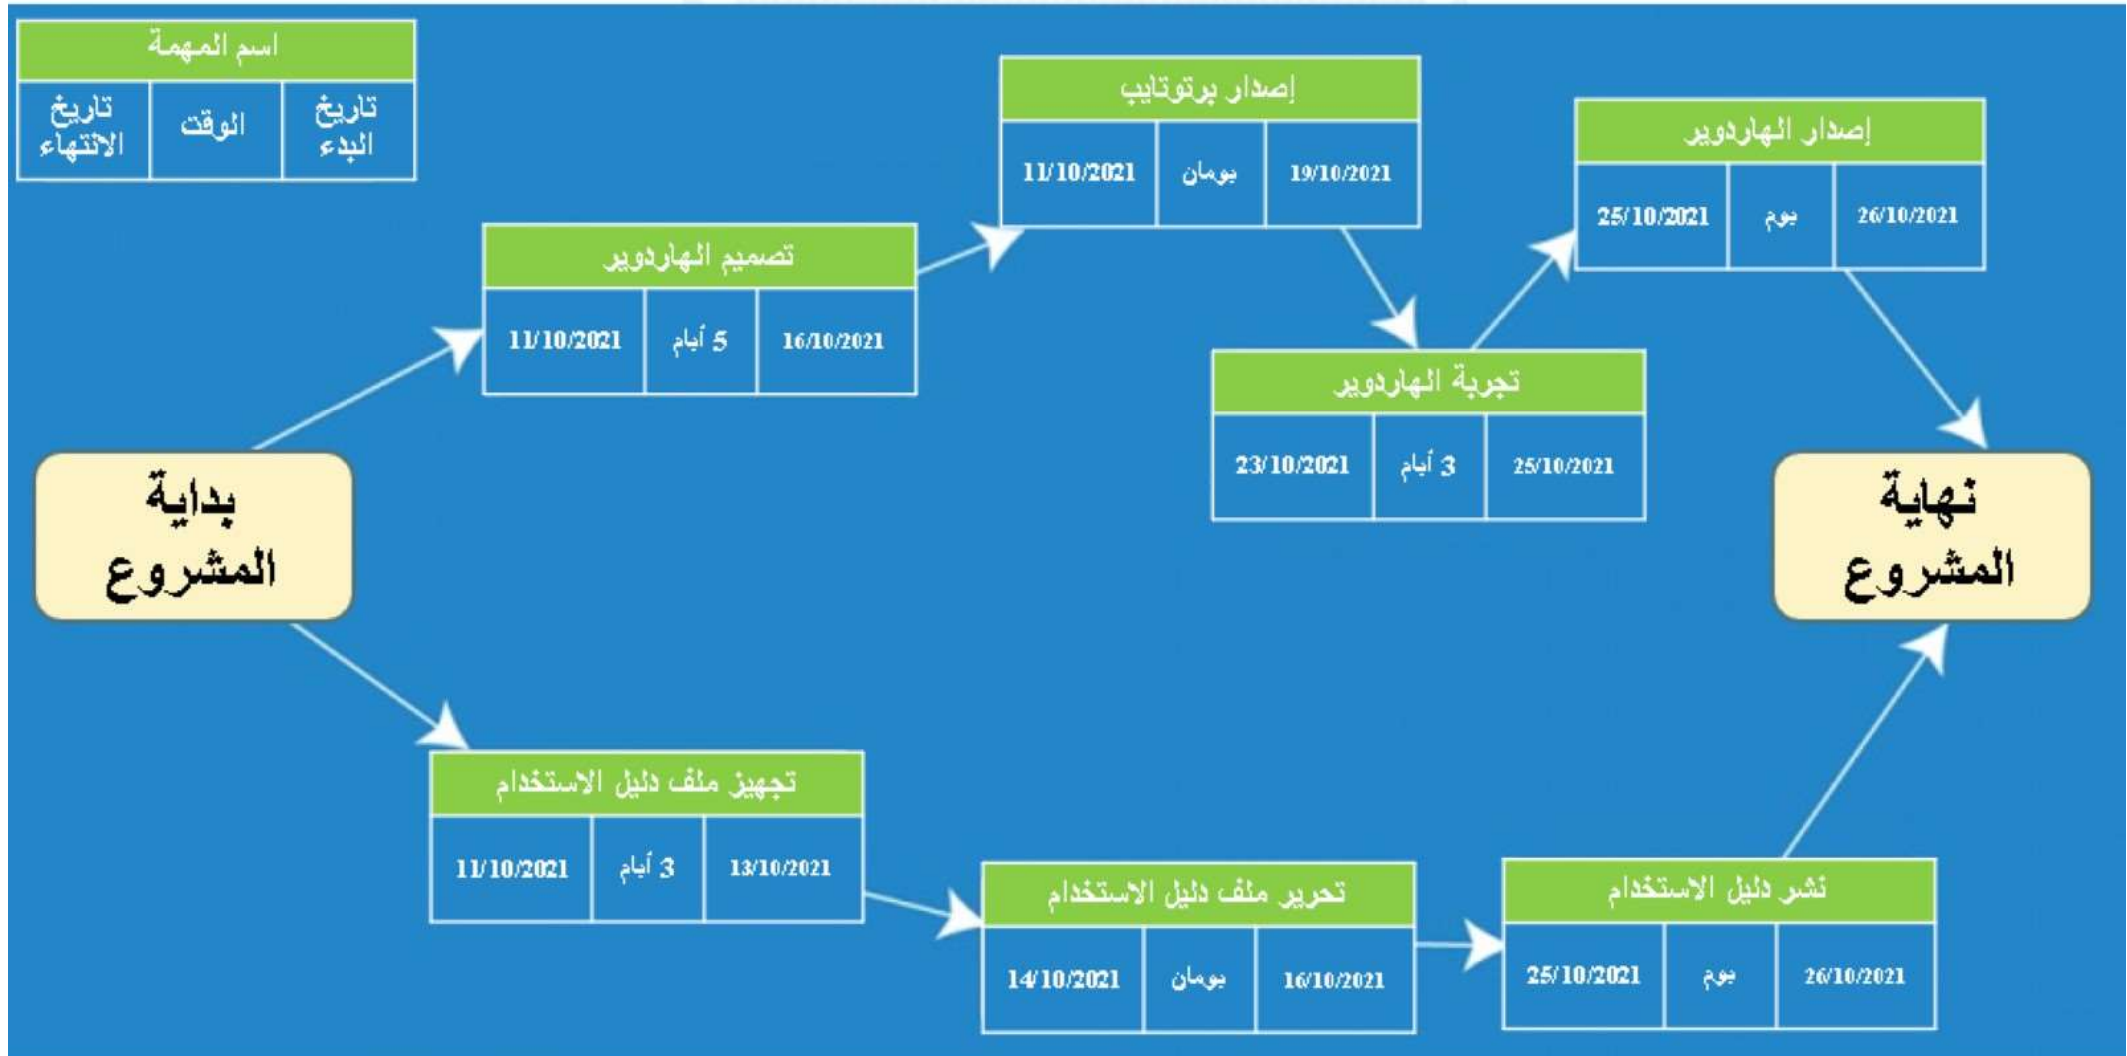 اسم المهمة
تاريخ البدء
الوقت
تاريخ الانتهاء
إصدار برتوتايب
19/10/2021
يومان
11/10/2021
إصدار الهاردوير
26/10/2021
يوم
25/10/2021
تصميم الهاردوير
16/10/2021
5 أيام
11/10/2021
تجربة الهاردوير
25/10/2021
3 أيام
23/10/2021
بداية
المشروع
نهاية
المشروع
تجهيز ملف دليل الاستخدام
13/10/2021
3 أيام
11/10/2021
تحرير ملف دليل الاستخدام
16/10/2021
يومان
14/10/2021
نشر دليل الاستخدام
26/10/2021
يوم
25/10/2021